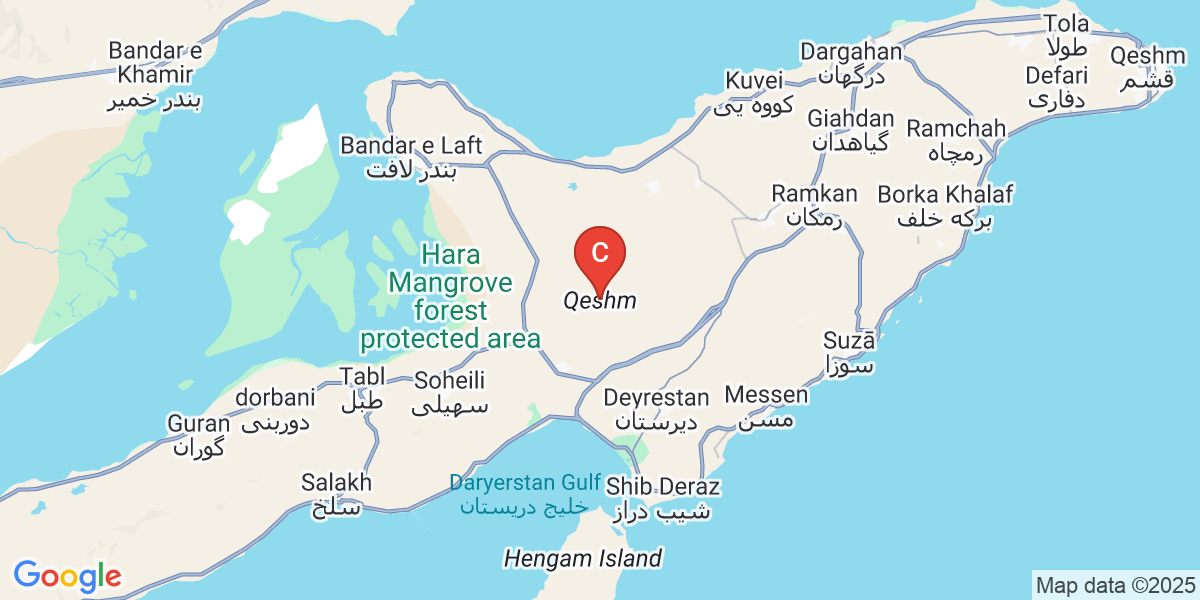 Bandar e
Khamir
بندر خمیر
Bandar e Laft
بندر لافت
Kuvei
کووه یی
Dargahan
درگهان
Tola
طولا
Qeshm
قشم
Defari
دفاری
Giahdan
گیاهدان
Ramchah
رمچاه
Ramkan
رمکان
Borka Khalaf
برکه خلف
Hara
Mangrove
forest
protected area
C
Qeshm
Suzā
سوزا
Tabl
طبل
Soheili
سهیلی
dorbani
دوربنی
Guran
گوران
Deyrestan
دیرستان
Messen
مسن
Salakh
سلخ
Daryerstan Gulf
خلیج دریستان
Shib Deraz
شیب دراز
Hengam Island
Google
Map data ©2025